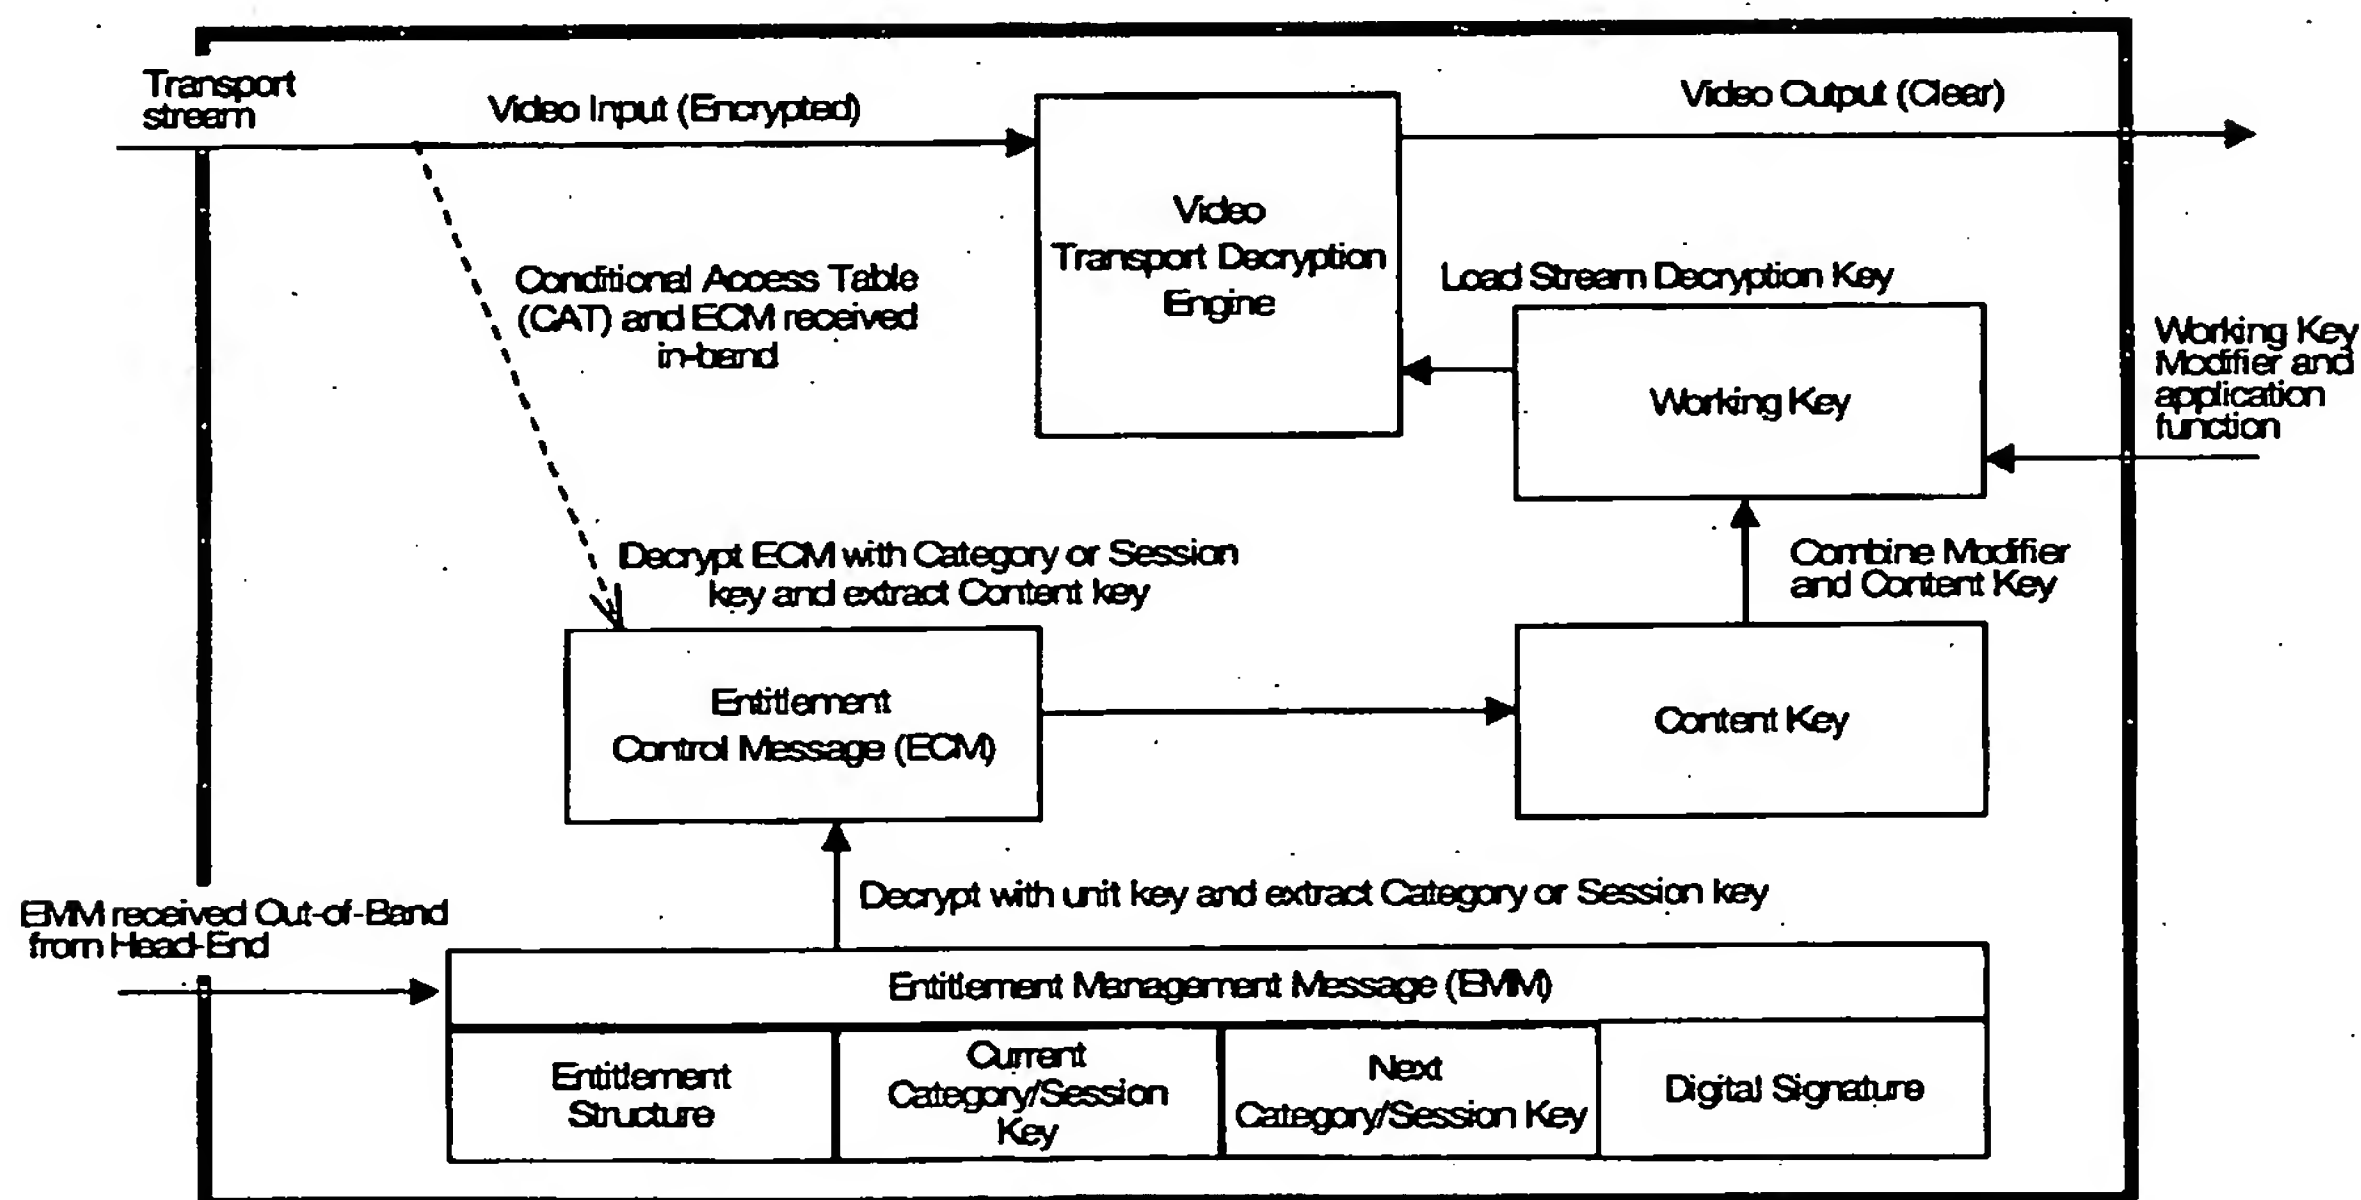 Transport
stream
Video Input (Encrypted)
Video Output (Clear)
Video
Transport Decryption
Engine
Conditional Access Table
(CAT) and ECM received
in-band
Load Stream Decryption Key
Working Key
Working Key
Modifier and
application
function
Decrypt ECM with Category or Session
key and extract Content key
Combine Modifier
and Content Key
Entitlement
Control Message (ECM)
Content Key
Decrypt with unit key and extract Category or Session key
EMM received Out-of-Band
from Head-End
Entitlement Management Message (EMM)
Entitlement
Structure
Current
Category/Session
Key
Next
Category/Session Key
Digital Signature